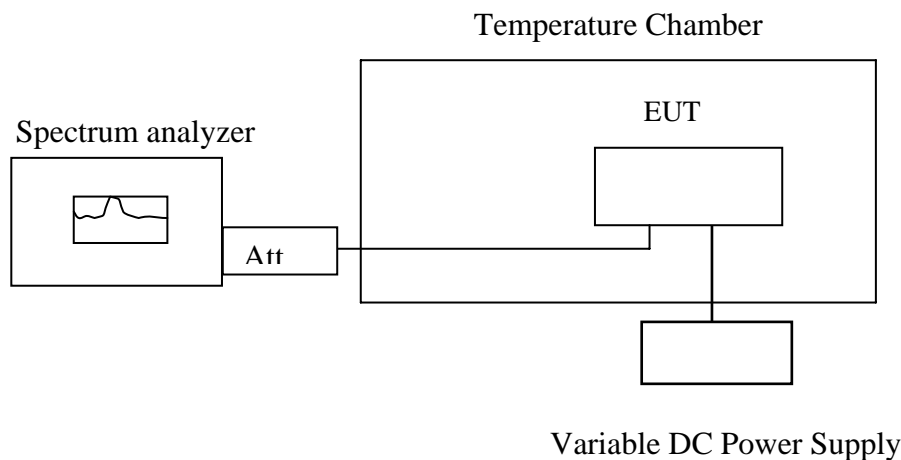 Temperature Chamber
EUT
Spectrum analyzer
Att
Variable DC Power Supply